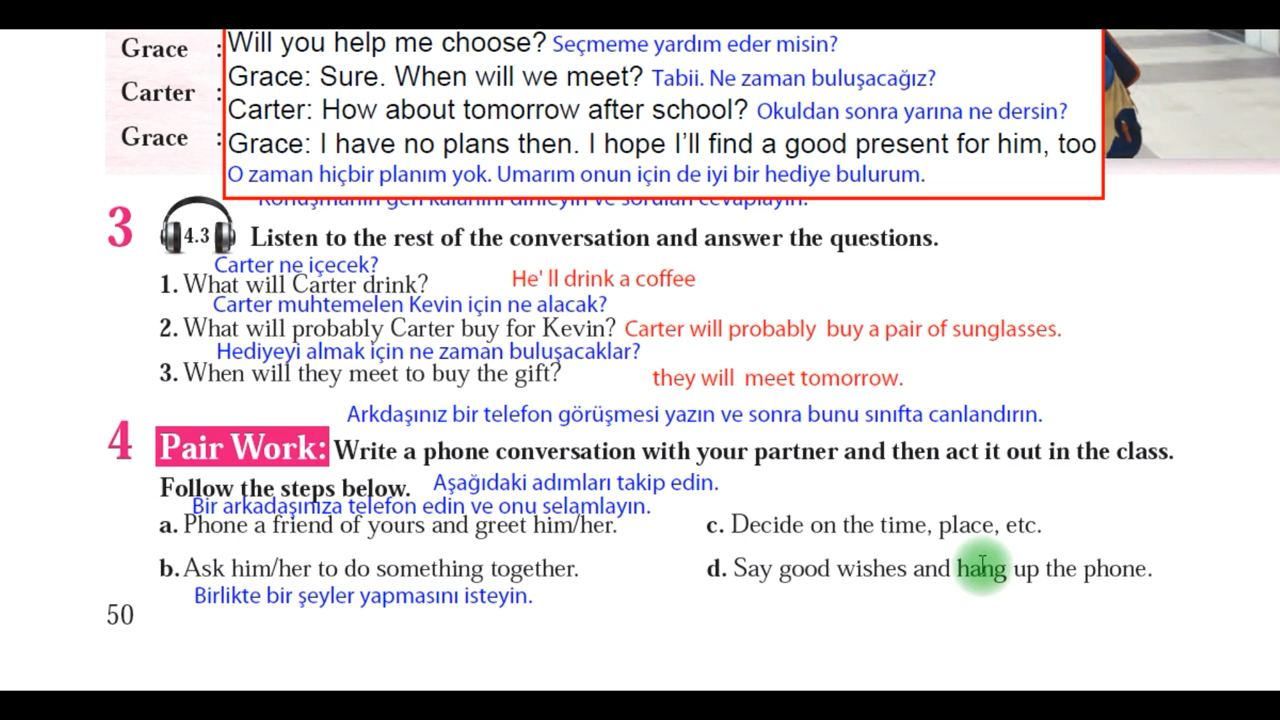 Will you help me choose? Seçmeme yardım eder misin?
Grace :
Grace: Sure. When will we meet? Tabii. Ne zaman buluşacağız?
Carter :
Carter: How about tomorrow after school? Okuldan sonra yarına ne dersin?
Grace :
Grace: I have no plans then. I hope I'll find a good present for him, too
O zaman hiçbir planım yok. Umarım onun için de iyi bir hediye bulurum.
Konuşmanın geri kalanını dinleyin ve soruları cevaplayın.
3 4.3 Listen to the rest of the conversation and answer the questions.
Carter ne içecek?
1. What will Carter drink? He' ll drink a coffee
Carter muhtemelen Kevin için ne alacak?
2. What will probably Carter buy for Kevin? Carter will probably buy a pair of sunglasses.
Hediyeyi almak için ne zaman buluşacaklar?
3. When will they meet to buy the gift? they will meet tomorrow.
Arkdaşınız bir telefon görüşmesi yazın ve sonra bunu sınıfta canlandırın.
4 Pair Work: Write a phone conversation with your partner and then act it out in the class.
Follow the steps below. Aşağıdaki adımları takip edin.
Bir arkadaşınıza telefon edin ve onu selamlayın.
a. Phone a friend of yours and greet him/her. c. Decide on the time, place, etc.
b. Ask him/her to do something together. d. Say good wishes and hang up the phone.
Birlikte bir şeyler yapmasını isteyin.
50